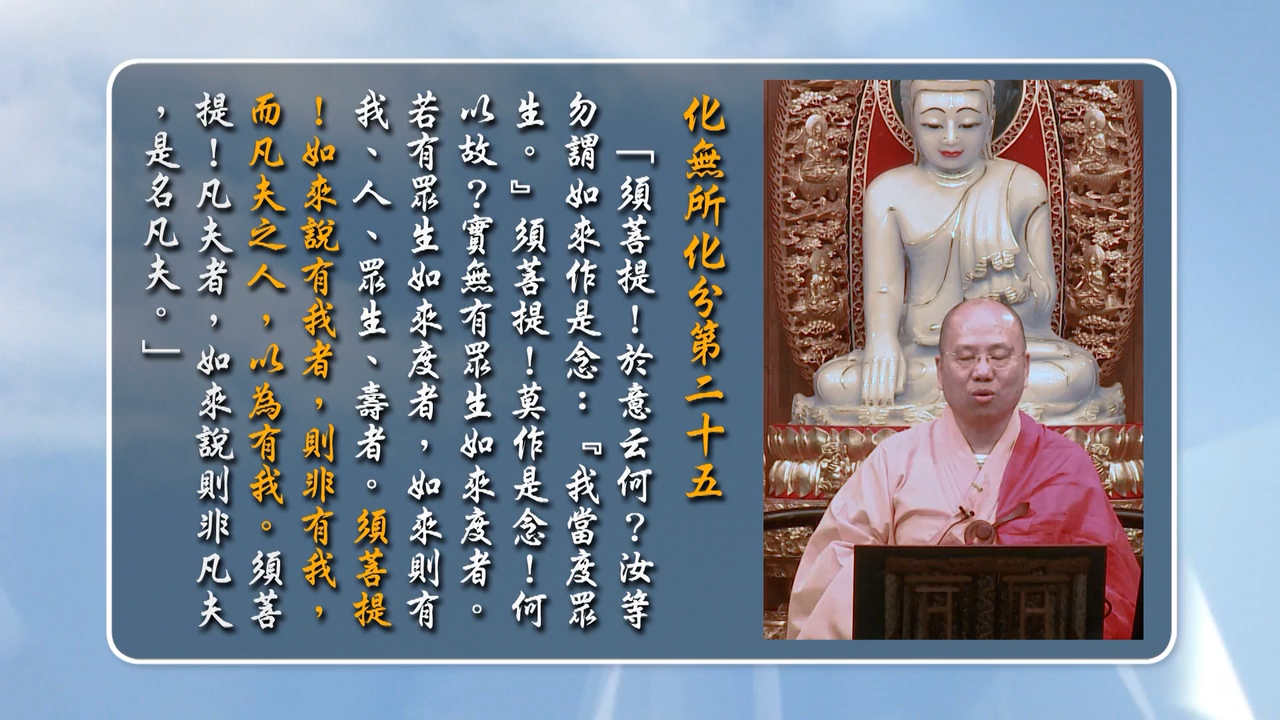 化無所化分第二十五
「須菩提！於意云何？汝等
勿謂如來作是念：『我當度眾
生。』須菩提！莫作是念！何
以故？實無有眾生如來度者。
若有眾生如來度者，如來則有
我、人、眾生、壽者。須菩提
！如來說有我者，則非有我，
而凡夫之人，以為有我。須菩
提！凡夫者，如來說則非凡夫
，是名凡夫。」